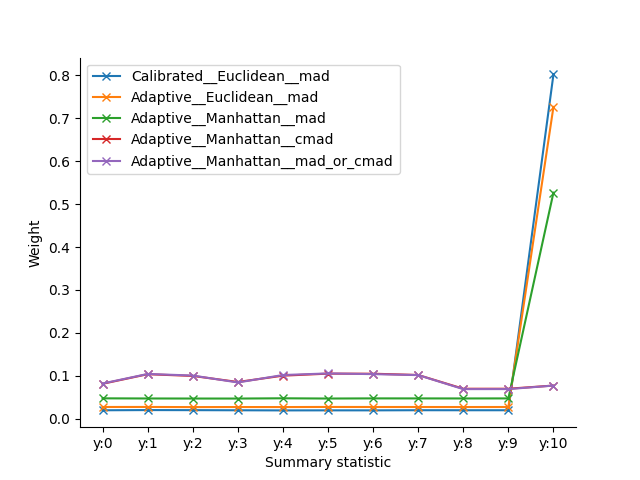 Calibrated__Euclidean__mad
Adaptive__Euclidean__mad
Adaptive__Manhattan__mad
Adaptive__Manhattan__cmad
Adaptive__Manhattan__mad_or_cmad
Weight
0.8
0.7
0.6
0.5
0.4
0.3
0.2
0.1
0.0
y:0 y:1 y:2 y:3 y:4 y:5 y:6 y:7 y:8 y:9 y:10
Summary statistic